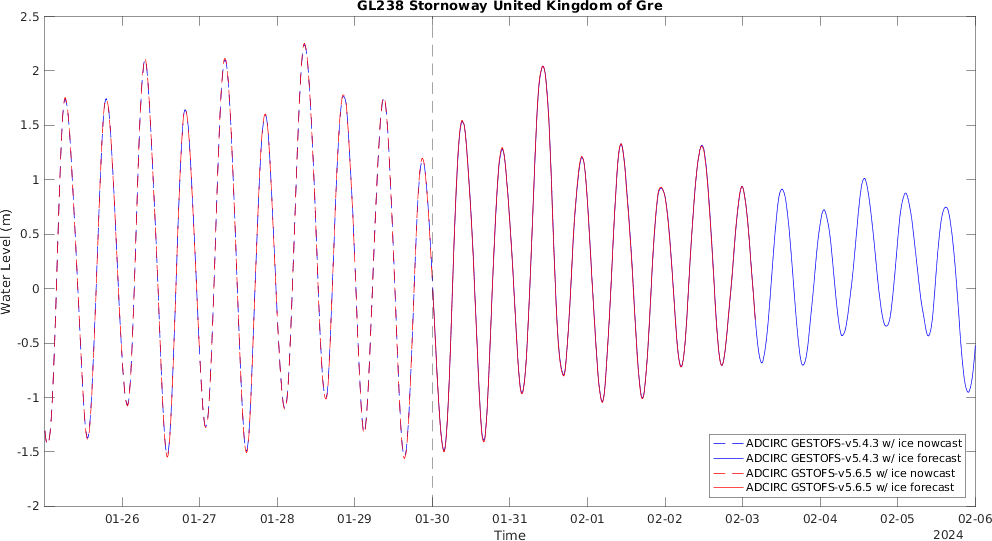 GL238 Stornoway United Kingdom of Gre
Water Level (m)
2.5
2
1.5
1
0.5
0
-0.5
-1
-1.5
-2
01-26 01-27 01-28 01-29 01-30 01-31 02-01 02-02 02-03 02-04 02-05 02-06
Time
2024
ADCIRC GESTOFS-v5.4.3 w/ ice nowcast
ADCIRC GESTOFS-v5.4.3 w/ ice forecast
ADCIRC GSTOFS-v5.6.5 w/ ice nowcast
ADCIRC GSTOFS-v5.6.5 w/ ice forecast